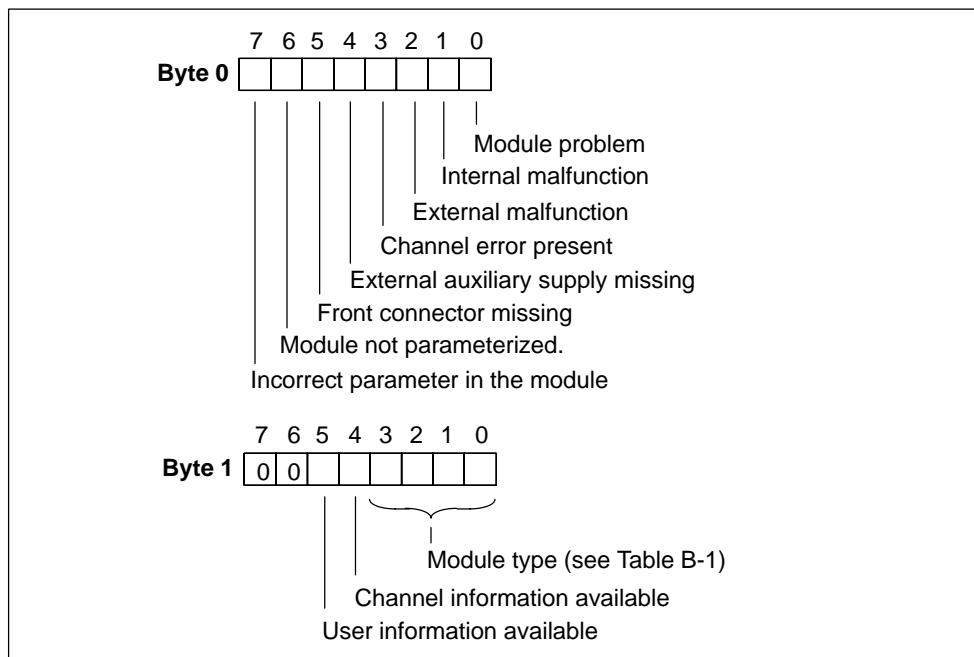 7 6 5 4 3 2 1 0
Byte 0
Module problem
Internal malfunction
External malfunction
Channel error present
External auxiliary supply missing
Front connector missing
Module not parameterized.
Incorrect parameter in the module
7 6 5 4 3 2 1 0
Byte 1 0 0
Module type (see Table B-1)
Channel information available
User information available